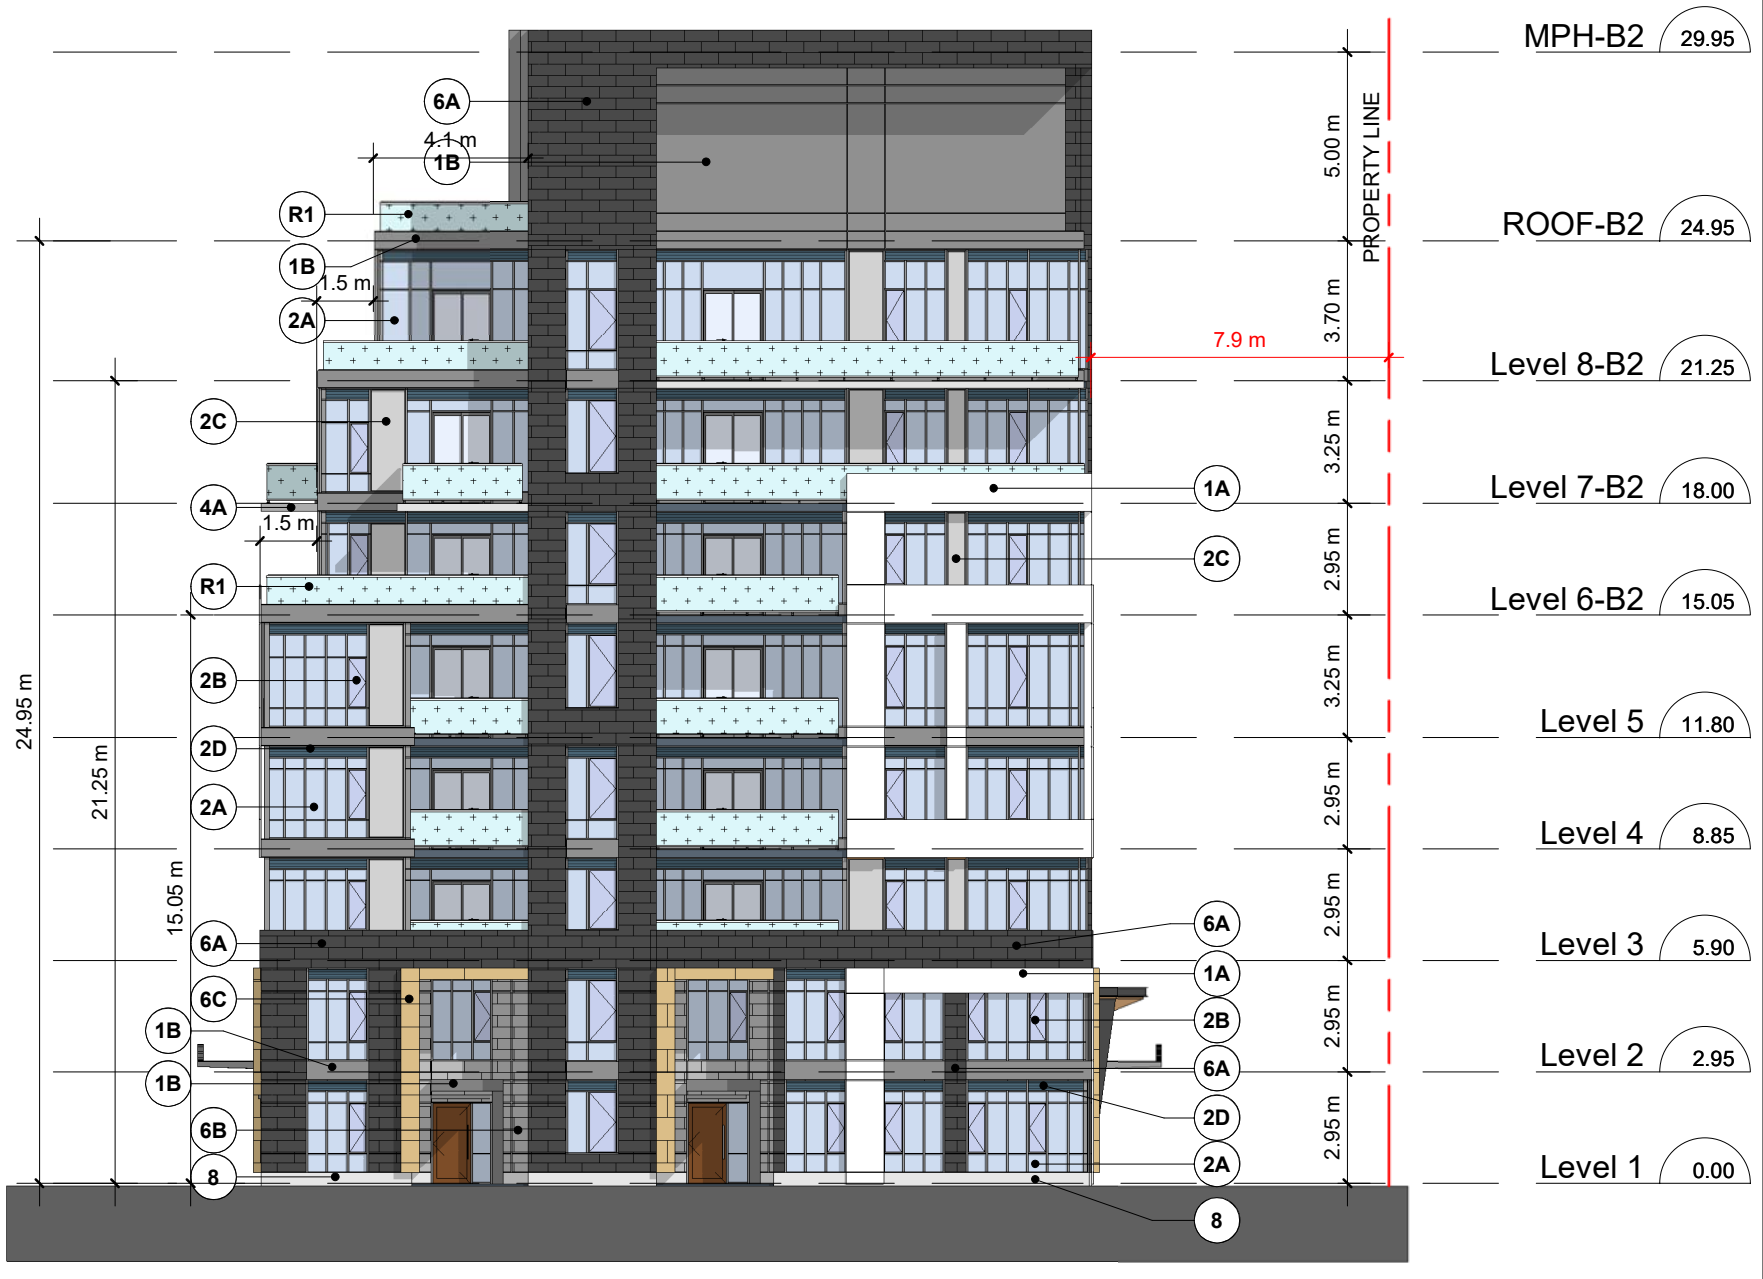 MPH-B2 29.95
6A
4.1 m
1B
5.00 m
PROPERTY LINE
R1
ROOF-B2 24.95
1B
1.5 m
2A
3.70 m
7.9 m
Level 8-B2 21.25
2C
3.25 m
1A
Level 7-B2 18.00
4A
1.5 m
2C
2.95 m
R1
Level 6-B2 15.05
2B
3.25 m
24.95 m
Level 5 11.80
2D
21.25 m
2A
2.95 m
Level 4 8.85
15.05 m
2.95 m
6A
6A
Level 3 5.90
1A
6C
2B
2.95 m
1B
Level 2 2.95
6A
1B
2D
6B
2.95 m
2A
Level 1 0.00
8
8